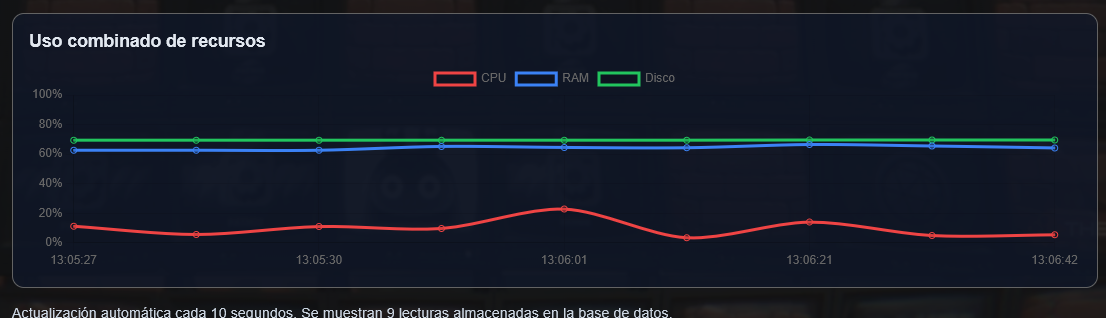 Uso combinado de recursos
CPU RAM Disco
100%
80%
60%
40%
20%
0%
13:05:27 13:05:30 13:06:01 13:06:21 13:06:42
Actualización automática cada 10 segundos. Se muestran 9 lecturas almacenadas en la base de datos.